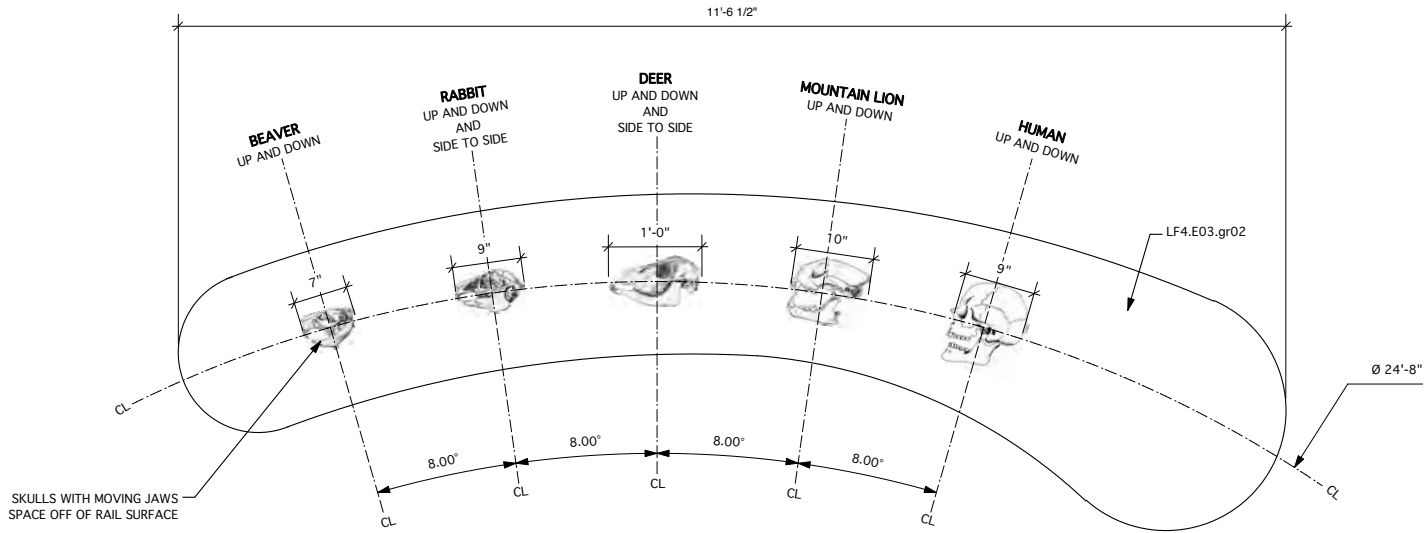 11'-6 1/2"
BEAVER
UP AND DOWN
RABBIT
UP AND DOWN
AND
SIDE TO SIDE
DEER
UP AND DOWN
AND
SIDE TO SIDE
MOUNTAIN LION
UP AND DOWN
HUMAN
UP AND DOWN
7"
9"
1'-0"
10"
9"
LF4.E03.gr02
Ø 24'-8"
CL
8.00°
8.00°
8.00°
8.00°
SKULLS WITH MOVING JAWS
SPACE OFF OF RAIL SURFACE
CL
CL
CL
CL
CL
CL